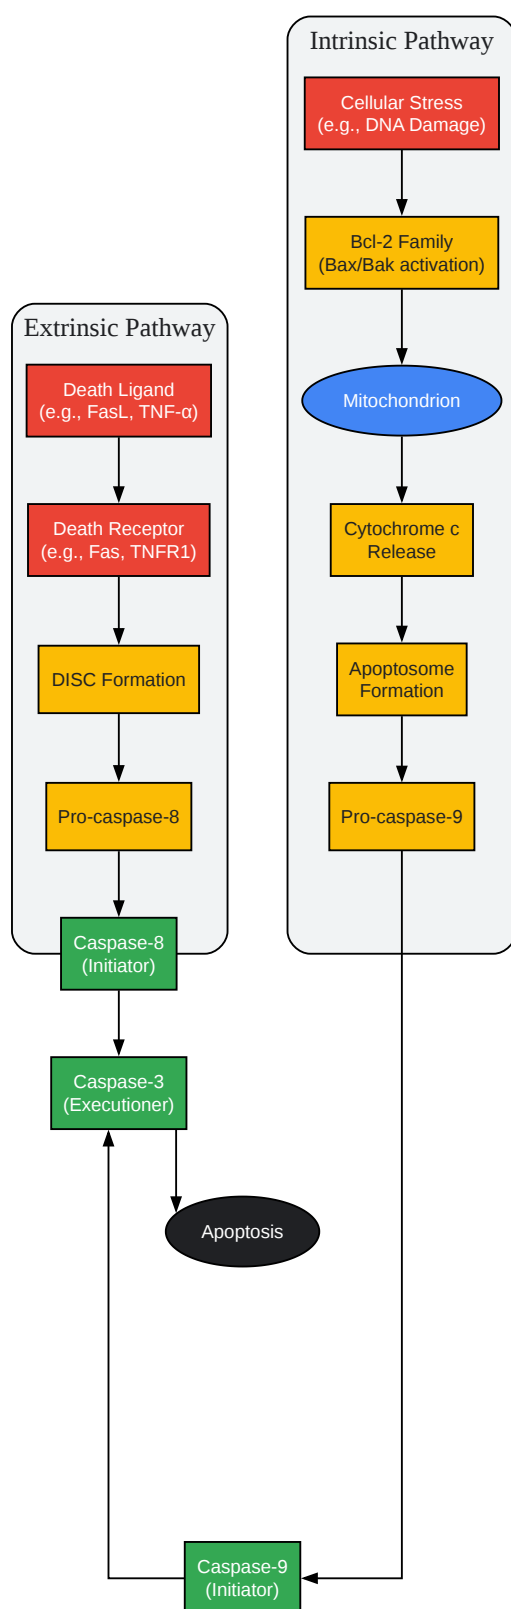 Intrinsic Pathway
Cellular Stress
(e.g., DNA Damage)
Bcl-2 Family
(Bax/Bak activation)
Mitochondrion
Cytochrome c
Release
Apoptosome
Formation
Pro-caspase-9
Extrinsic Pathway
Death Ligand
(e.g., FasL, TNF-α)
Death Receptor
(e.g., Fas, TNFR1)
DISC Formation
Pro-caspase-8
Caspase-8
(Initiator)
Caspase-3
(Executioner)
Apoptosis
Caspase-9
(Initiator)